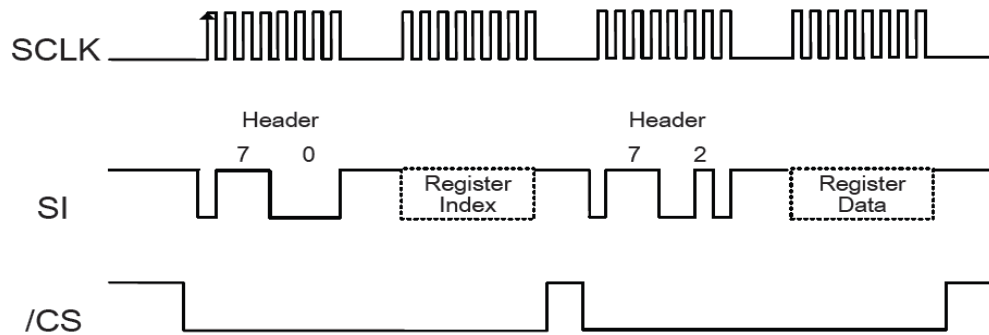 SCLK
Header
Header
7 0
7 2
SI
Register
Index
Register
Data
/CS